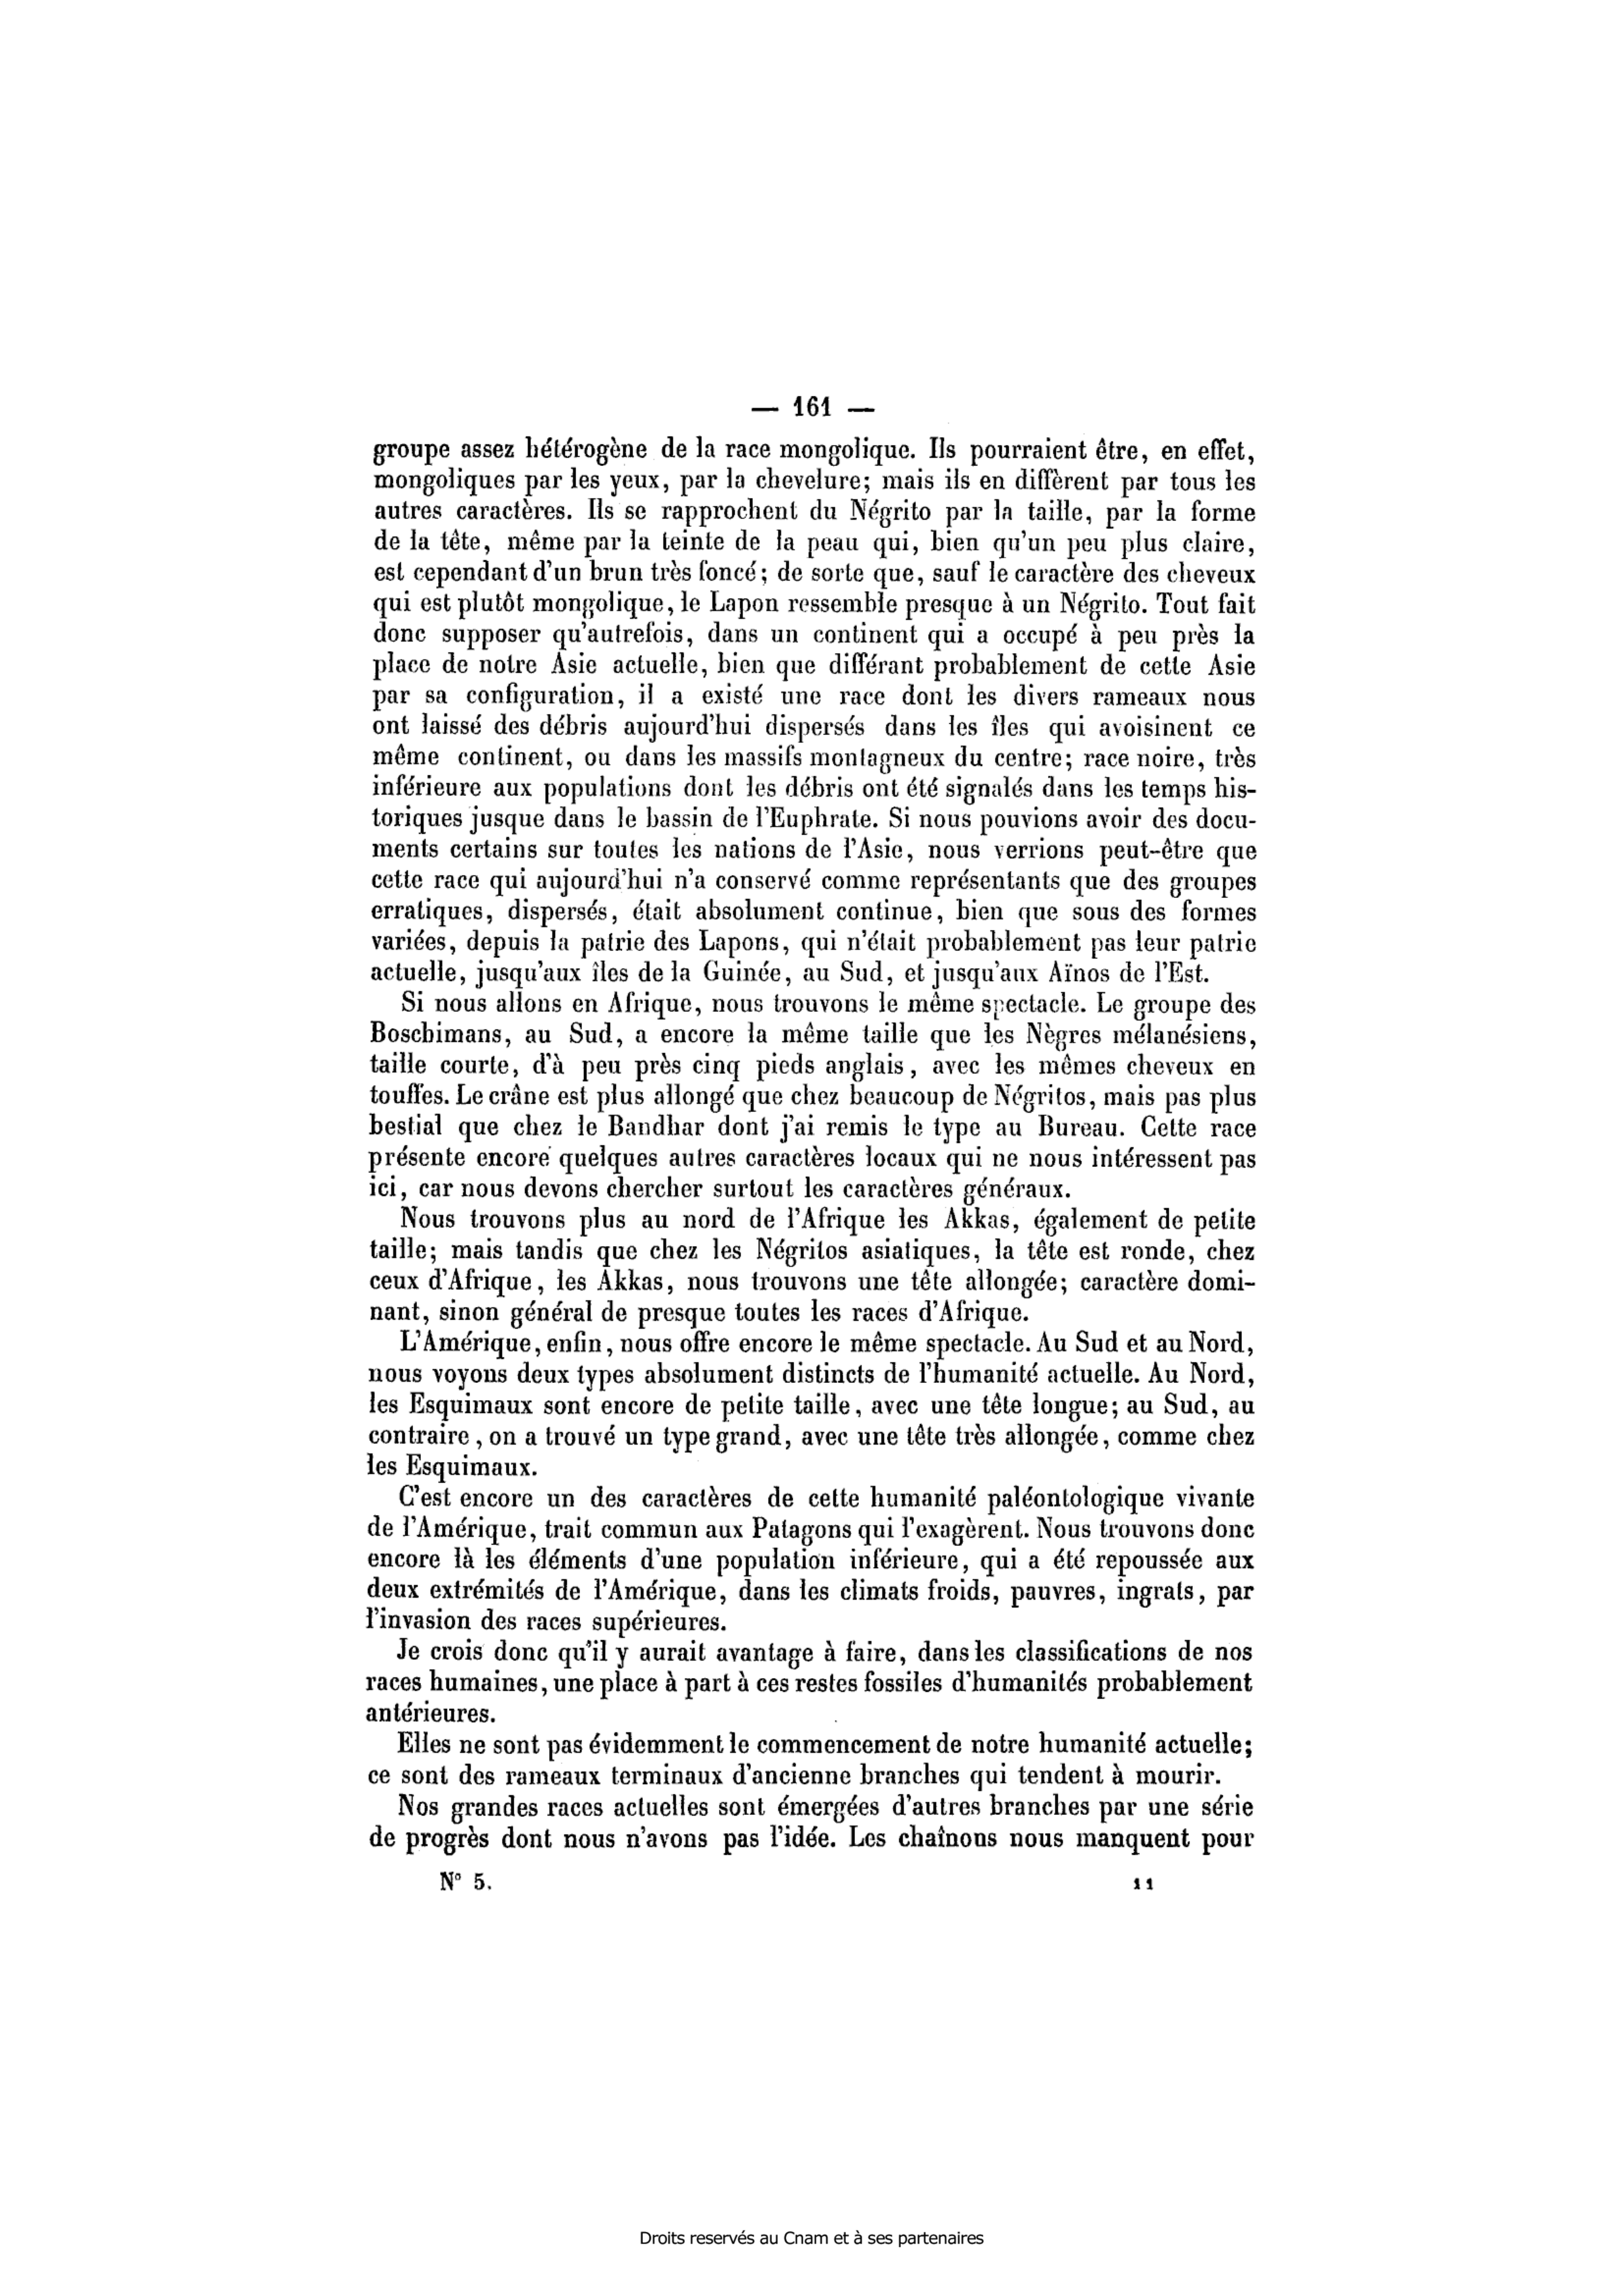 — 161 —
groupe assez hétérogène de la race mongolique. Ils pourraient être, en effet,
mongoliques par les yeux, par la chevelure; mais ils en diffèrent par tous les
autres caractères. Ils se rapprochent du Négrito par la taille, par la forme
de la tête, même par la teinte de la peau qui, bien qu'un peu plus claire,
est cependant d'un brun très foncé; de sorte que, sauf le caractère des cheveux
qui est plutôt mongolique, le Lapon ressemble presque à un Négrito. Tout fait
donc supposer qu'autrefois, dans un continent qui a occupé à peu près la
place de notre Asie actuelle, bien que différant probablement de cette Asie
par sa configuration, il a existé une race dont les divers rameaux nous
ont laissé des débris aujourd'hui dispersés dans les îles qui avoisinent ce
même continent, ou dans les massifs montagneux du centre; race noire, très
inférieure aux populations dont les débris ont été signalés dans les temps his-
toriques jusque dans le bassin de l'Euphrate. Si nous pouvions avoir des docu-
ments certains sur toutes les nations de l'Asie, nous verrions peut-être que
cette race qui aujourd'hui n'a conservé comme représentants que des groupes
erratiques, dispersés, était absolument continue, bien que sous des formes
variées, depuis la patrie des Lapons, qui n'était probablement pas leur patrie
actuelle, jusqu'aux îles de la Guinée, au Sud, et jusqu'aux Aïnos de l'Est.
Si nous allons en Afrique, nous trouvons le même spectacle. Le groupe des
Boschimans, au Sud, a encore la même taille que les Nègres mélanésiens,
taille courte, d'à peu près cinq pieds anglais, avec les mêmes cheveux en
touffes. Le crâne est plus allongé que chez beaucoup de Négritos, mais pas plus
bestial que chez le Bandhar dont j'ai remis le type au Bureau. Cette race
présente encore quelques autres caractères locaux qui ne nous intéressent pas
ici, car nous devons chercher surtout les caractères généraux.
Nous trouvons plus au nord de l'Afrique les Akkas, également de petite
taille; mais tandis que chez les Négritos asiatiques, la tête est ronde, chez
ceux d'Afrique, les Akkas, nous trouvons une tête allongée; caractère domi-
nant, sinon général de presque toutes les races d'Afrique.
L'Amérique, enfin, nous offre encore le même spectacle. Au Sud et au Nord,
nous voyons deux types absolument distincts de l'humanité actuelle. Au Nord,
les Esquimaux sont encore de petite taille, avec une tête longue; au Sud, au
contraire, on a trouvé un type grand, avec une tête très allongée, comme chez
les Esquimaux.
C'est encore un des caractères de cette humanité paléontologique vivante
de l'Amérique, trait commun aux Patagons qui l'exagèrent. Nous trouvons donc
encore là les éléments d'une population inférieure, qui a été repoussée aux
deux extrémités de l'Amérique, dans les climats froids, pauvres, ingrats, par
l'invasion des races supérieures.
Je crois donc qu'il y aurait avantage à faire, dans les classifications de nos
races humaines, une place à part à ces restes fossiles d'humanités probablement
antérieures.
Elles ne sont pas évidemment le commencement de notre humanité actuelle;
ce sont des rameaux terminaux d'ancienne branches qui tendent à mourir.
Nos grandes races actuelles sont émergées d'autres branches par une série
de progrès dont nous n'avons pas l'idée. Les chaînons nous manquent pour
N° 5.
11
Droits reservés au Cnam et à ses partenaires